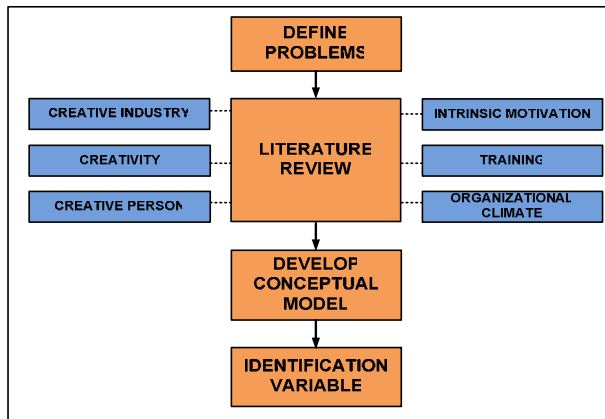 DEFINE
PROBLEMS
CREATIVE INDUSTRY
CREATIVITY
CREATIVE PERSON
LITERATURE
REVIEW
INTRINSIC MOTIVATION
TRAINING
ORGANIZATIONAL
CLIMATE
DEVELOP
CONCEPTUAL
MODEL
IDENTIFICATION
VARIABLE